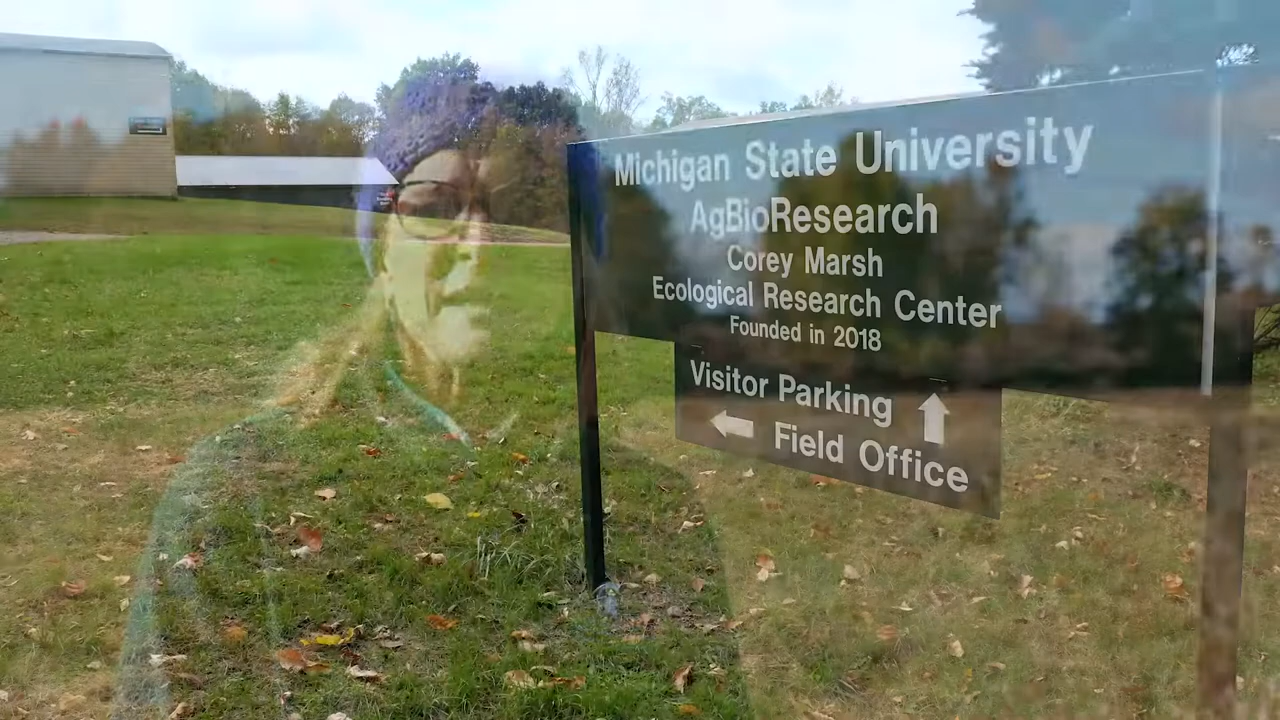 Michigan State University
AgBioResearch
Corey Marsh
Ecological Research Center
Founded in 2018
Visitor Parking
Field Office